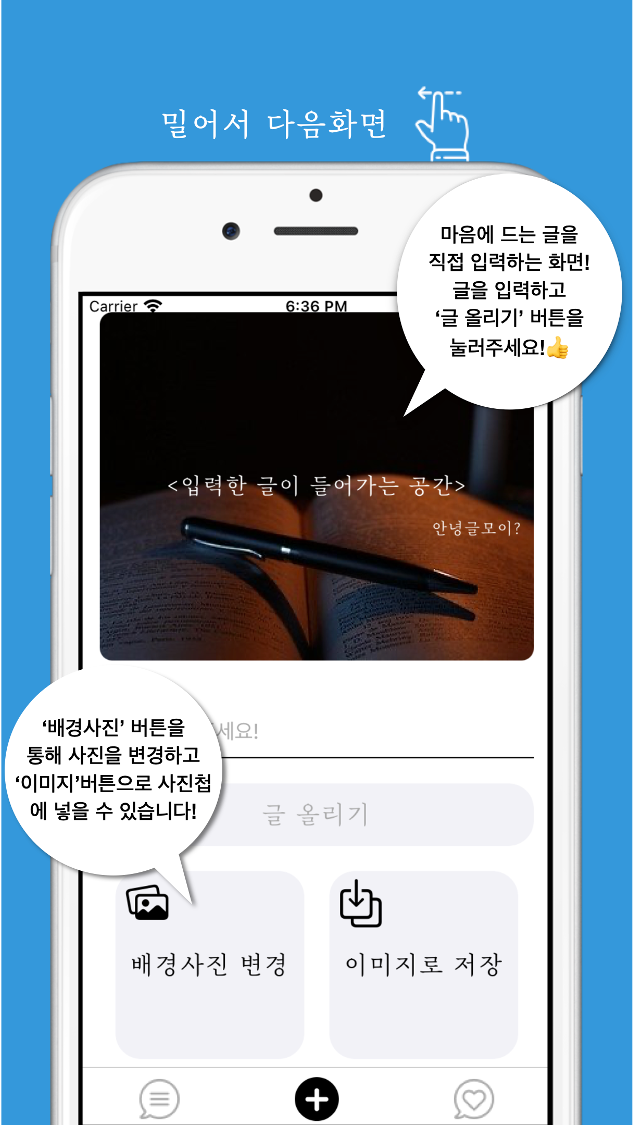 밀어서 다음화면
마음에 드는 글을
직접 입력하는 화면!
글을 입력하고
‘글 올리기’ 버튼을
눌러주세요!👍
Carrier 6:36 PM
<입력한 글이 들어가는 공간>
안녕글모이?
‘배경사진’ 버튼을
통해 사진을 변경하고
‘이미지’버튼으로 사진첩
에 넣을 수 있습니다!
세요!
글 올리기
배경사진 변경
이미지로 저장